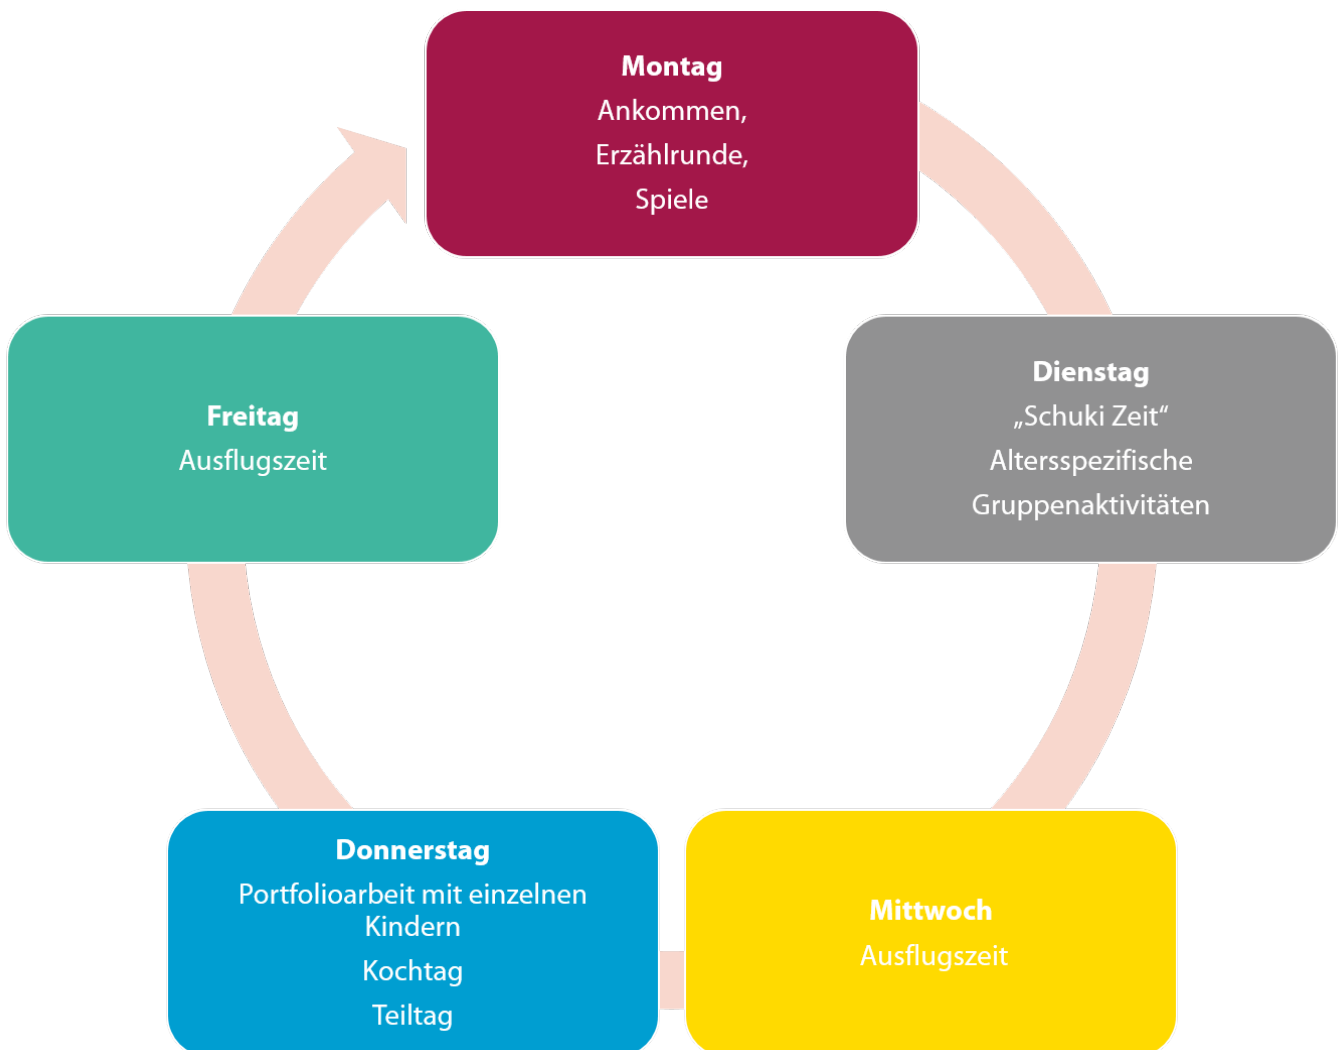 Montag
Ankommen,
Erzählrunde,
Spiele
Dienstag
„Schuki Zeit“
Altersspezifische
Gruppenaktivitäten
Mittwoch
Ausflugszeit
Donnerstag
Portfolioarbeit mit einzelnen
Kindern
Kochtag
Teiltag
Freitag
Ausflugszeit